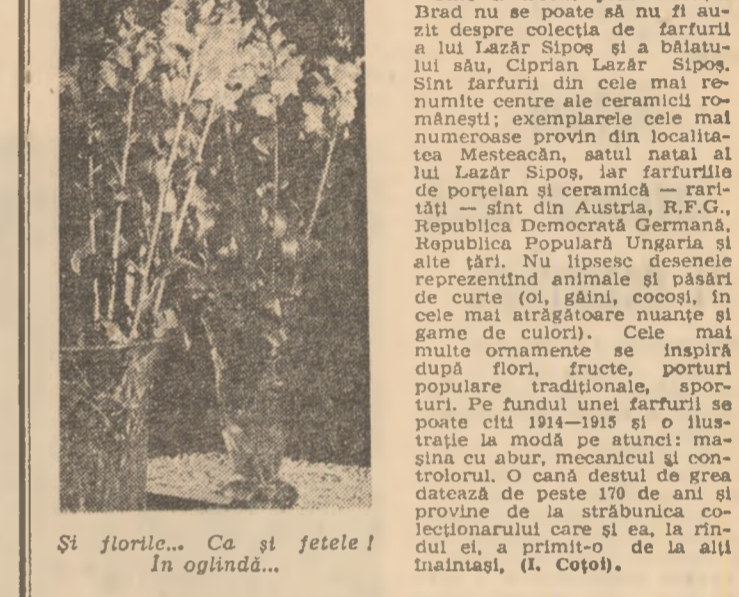 Și florile... Ca și fetele!
În oglindă...
Brad nu se poate să nu fi au-
zit despre colecția de farfurii
a lui Lazăr Sipoș și a băiatu-
lui său, Ciprian Lazăr Sipoș.
Sînt farfurii din cele mai re-
numite centre ale ceramicii ro-
mânești; exemplarele cele mai
numeroase provin din localita-
tea Mesteacăn, satul natal al
lui Lazăr Sipoș, iar farfuriile
de porțelan și ceramică — rari-
tăți — sînt din Austria, R.F.G.,
Republica Democrată Germană,
Republica Populară Ungaria și
alte țări. Nu lipsesc desenele
reprezentînd animale și păsări
de curte (oi, găini, cocoși, în
cele mai atrăgătoare nuanțe și
game de culori). Cele mai
multe ornamente se inspiră
după flori, fructe, porturi
populare tradiționale, spor-
turi. Pe fundul unei farfurii se
poate citi 1914—1915 și o ilus-
trație la modă pe atunci: ma-
șina cu abur, mecanicul și con-
trolorul. O cană destul de grea
datează de peste 170 de ani și
provine de la străbunica co-
lecționarului care și ea, la rîn-
dul ei, a primit-o de la alți
înaintași, (I. Coțoi).